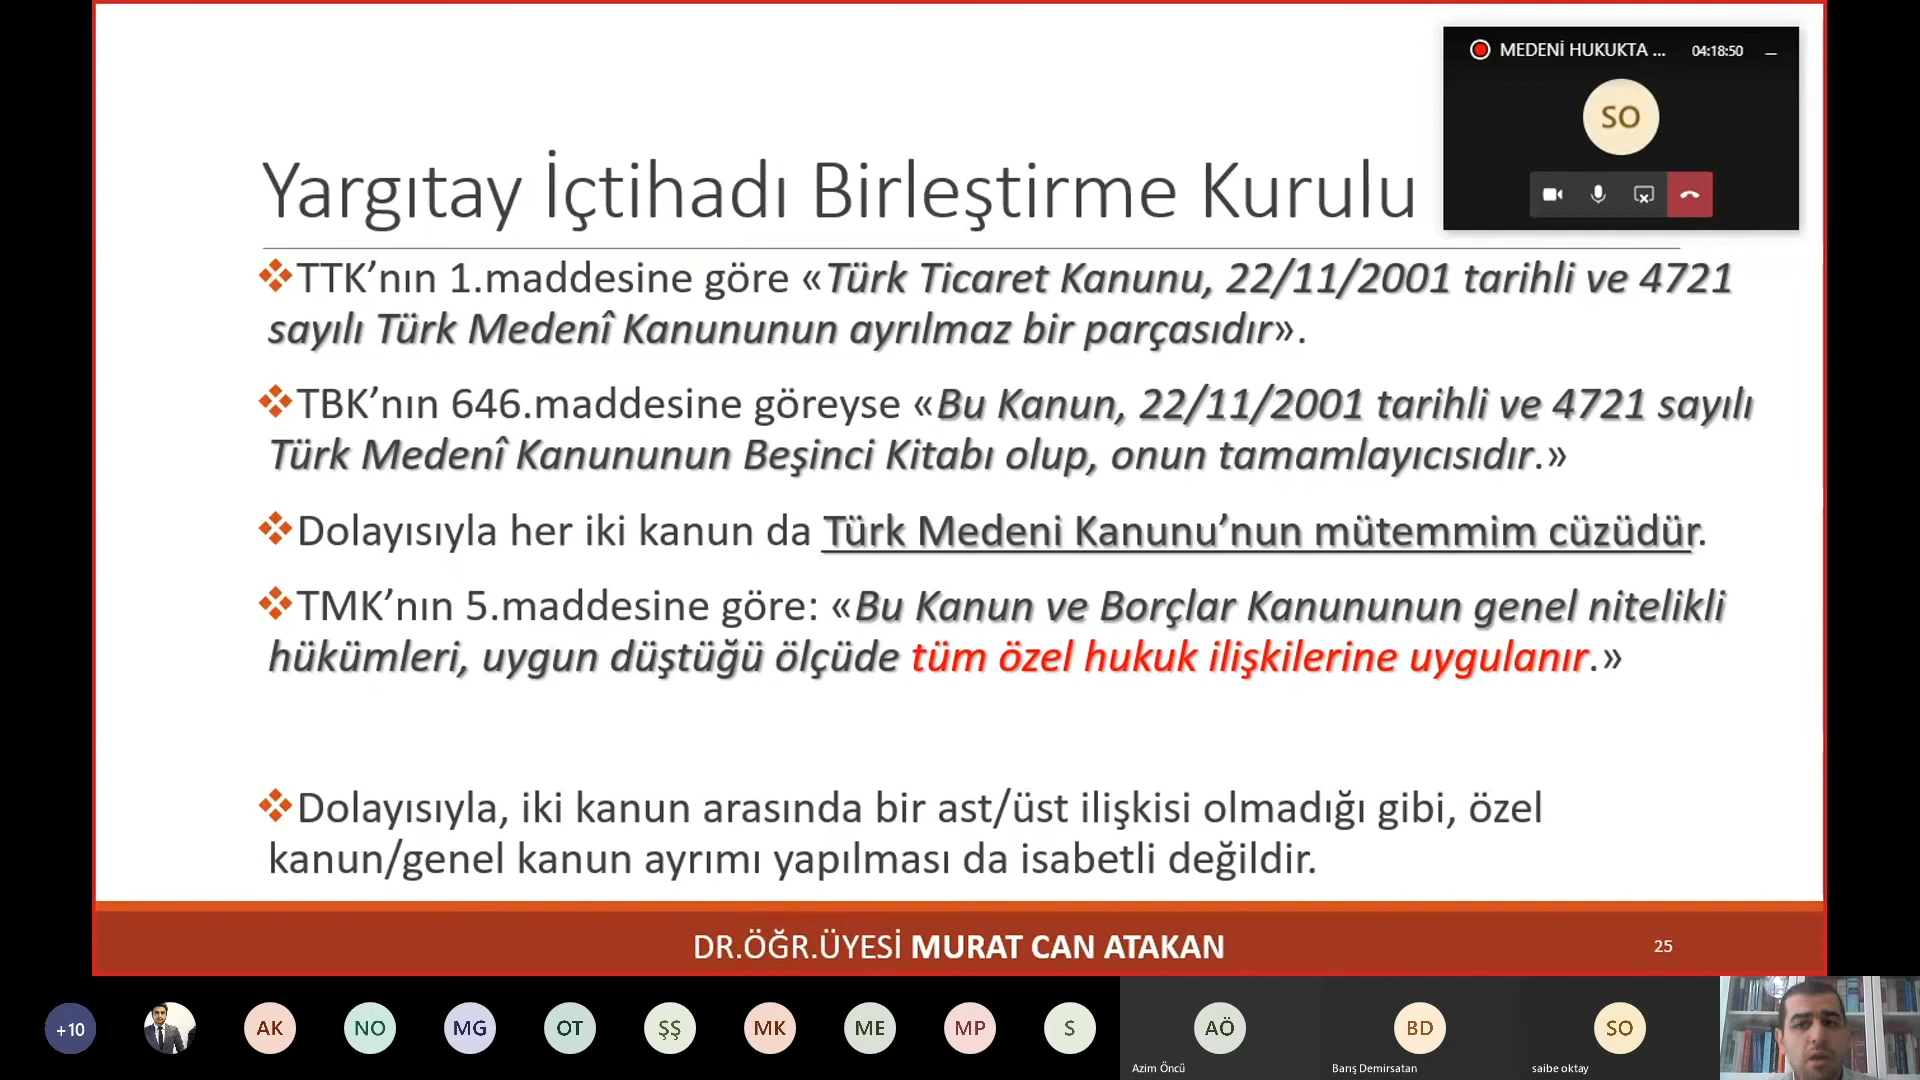 MEDENİ HUKUKTA ... 04:18:50
SO
Yargıtay İçtihadı Birleştirme Kurulu
TTK’nın 1.maddesine göre «Türk Ticaret Kanunu, 22/11/2001 tarihli ve 4721
sayılı Türk Medenî Kanununun ayrılmaz bir parçasıdır».
TBK’nın 646.maddesine göreyse «Bu Kanun, 22/11/2001 tarihli ve 4721 sayılı
Türk Medenî Kanununun Beşinci Kitabı olup, onun tamamlayıcısıdır.»
Dolayısıyla her iki kanun da Türk Medeni Kanunu’nun mütemmim cüzüdür.
TMK’nın 5.maddesine göre: «Bu Kanun ve Borçlar Kanununun genel nitelikli
hükümleri, uygun düştüğü ölçüde tüm özel hukuk ilişkilerine uygulanır.»
Dolayısıyla, iki kanun arasında bir ast/üst ilişkisi olmadığı gibi, özel
kanun/genel kanun ayrımı yapılması da isabetli değildir.
DR.ÖĞR.ÜYESİ MURAT CAN ATAKAN 25
+10 AK NO MG OT ŞŞ MK ME MP S AÖ BD SO
Azim Öncü Barış Demirsatan saibe oktay